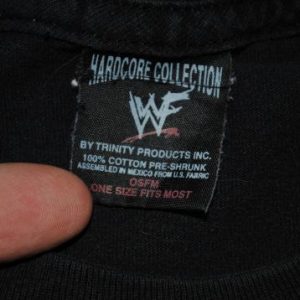 HARDCORE COLLECTION
WF
BY TRINITY PRODUCTS INC.
100% COTTON PRE-SHRUNK
ASSEMBLED IN MEXICO FROM U.S. FABRIC
OSFM
ONE SIZE FITS MOST